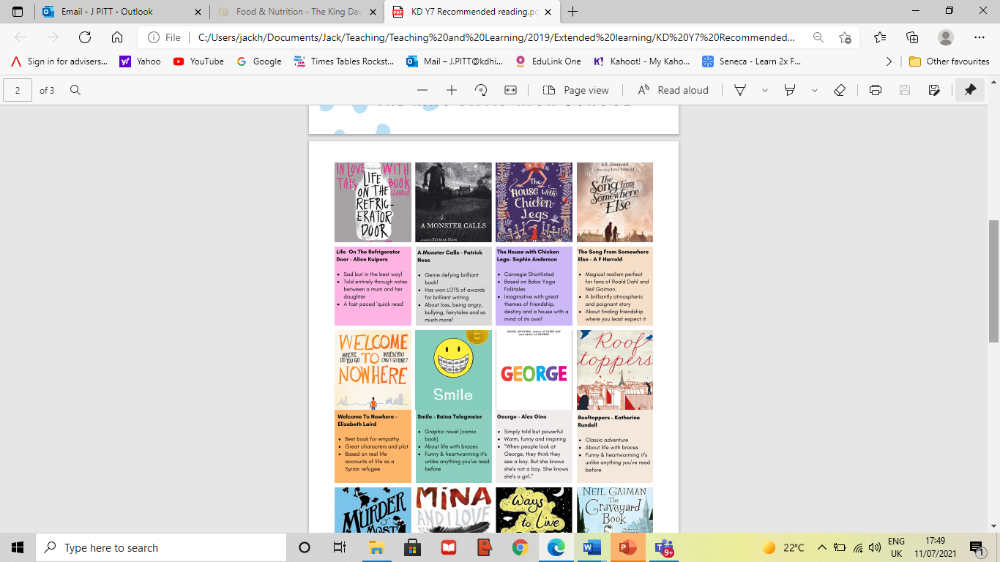 Email - J PITT - Outlook
Food & Nutrition - The King Dav
KD Y7 Recommended reading.pd
File
C:/Users/jackh/Documents/Jack/Teaching/Teaching%20and%20Learning/2019/Extended%20learning/KD%20Y7%20Recommended...
Sign in for advisers...
Yahoo
YouTube
Google
Times Tables Rockst...
Mail – J.PITT@kdhi...
EduLink One
Kahoot! - My Kaho...
Seneca - Learn 2x F...
Other favourites
2 of 3
Page view
Read aloud
IN LOVE WITH
THIS BOOK
GLAMOUR
LIFE
ON THE
REFRIG-
ERATOR
DOOR
A MONSTER CALLS
PATRICK NESS
The
House with
Chicken
Legs
A.F. Harrold
The
Song from
Somewhere
Else
Life On The Refrigerator
Door - Alice Kuipers
Sad but in the best way!
Told entirely through notes
between a mum and her
daughter
A fast paced 'quick read'
A Monster Calls - Patrick
Ness
Genre defying brilliant
book!
Has won LOTS of awards
for brilliant writing
About loss, being angry,
bullying, fairytales and so
much more!
The House with Chicken
Legs- Sophie Anderson
Carnegie Shortlisted
Based on Baba Yaga
Folktales
Imaginative with great
themes of friendship,
destiny and a house with a
mind of its own!
The Song From Somewhere
Else - A F Harrold
Magical realism perfect
for fans of Roald Dahl and
Neil Gaiman.
A brilliantly atmospheric
and poignant story
About finding friendship
where you least expect it
WELCOME
WHERE DO YOU GO TO WHEN YOU CAN'T GO HOME?
NOWHERE
Smile
DAVID LEVITHAN, author of EVERY DAY
and editor of GEORGE
GEORGE
Roof
toppers
Welcome To Nowhere -
Elizabeth Laird
Best book for empathy
Great characters and plot
Based on real life
accounts of life as a
Syrian refugee
Smile - Raina Telegmeier
Graphic novel (comic
book)
About life with braces
Funny & heartwarming it's
unlike anything you've read
before
George - Alex Gino
Simply told but powerful
Warm, funny and inspiring
"When people look at
George, they think they
see a boy. But she knows
she's not a boy. She knows
she's a girl."
Rooftoppers - Katherine
Rundell
Classic adventure
About life with braces
Funny & heartwarming it's
unlike anything you've read
before
MURDER
MOST
MINA
AND I LOVE
Ways
to Live
NEIL GAIMAN
The
Graveyard
Book
Type here to search
9+
22°C
ENG
UK
17:49
11/07/2021
1